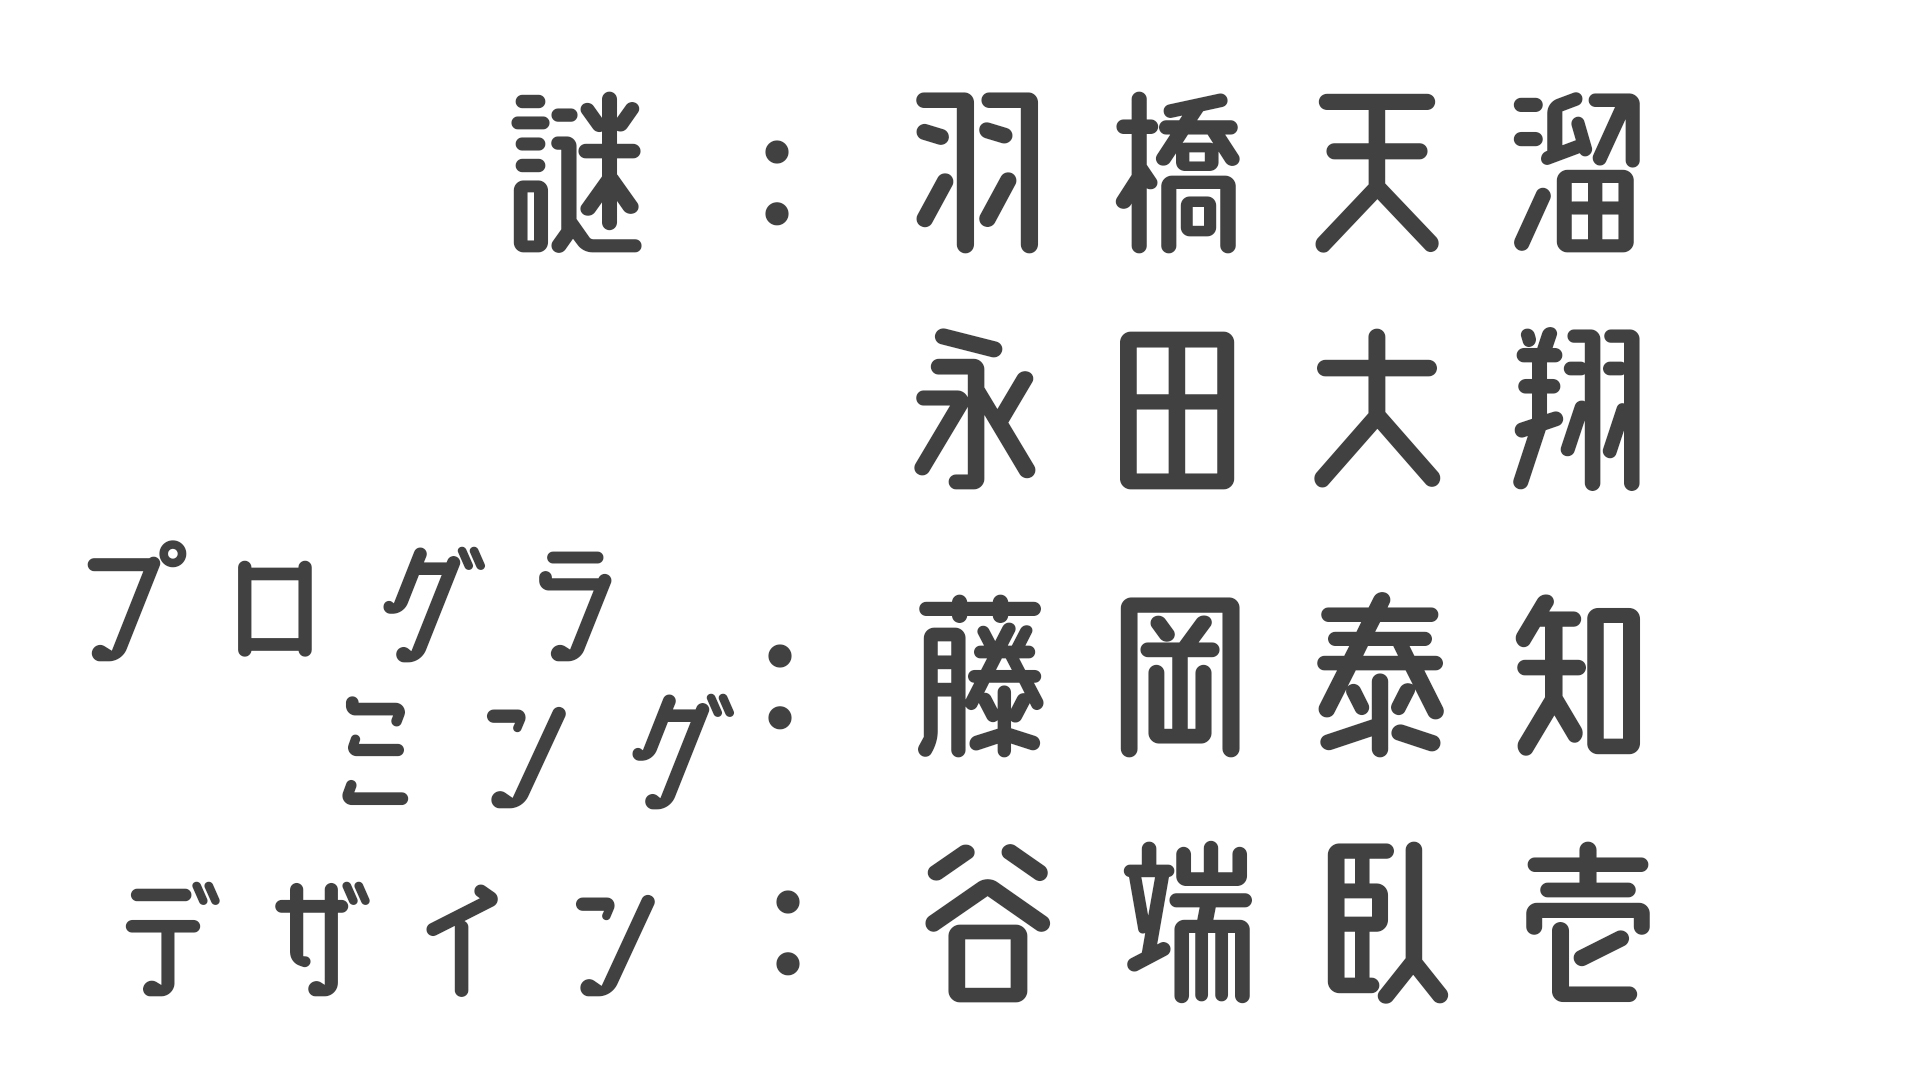 謎：羽橋天溜
永田大翔
プログラ
ミング：藤岡泰知
デザイン：谷端臥壱